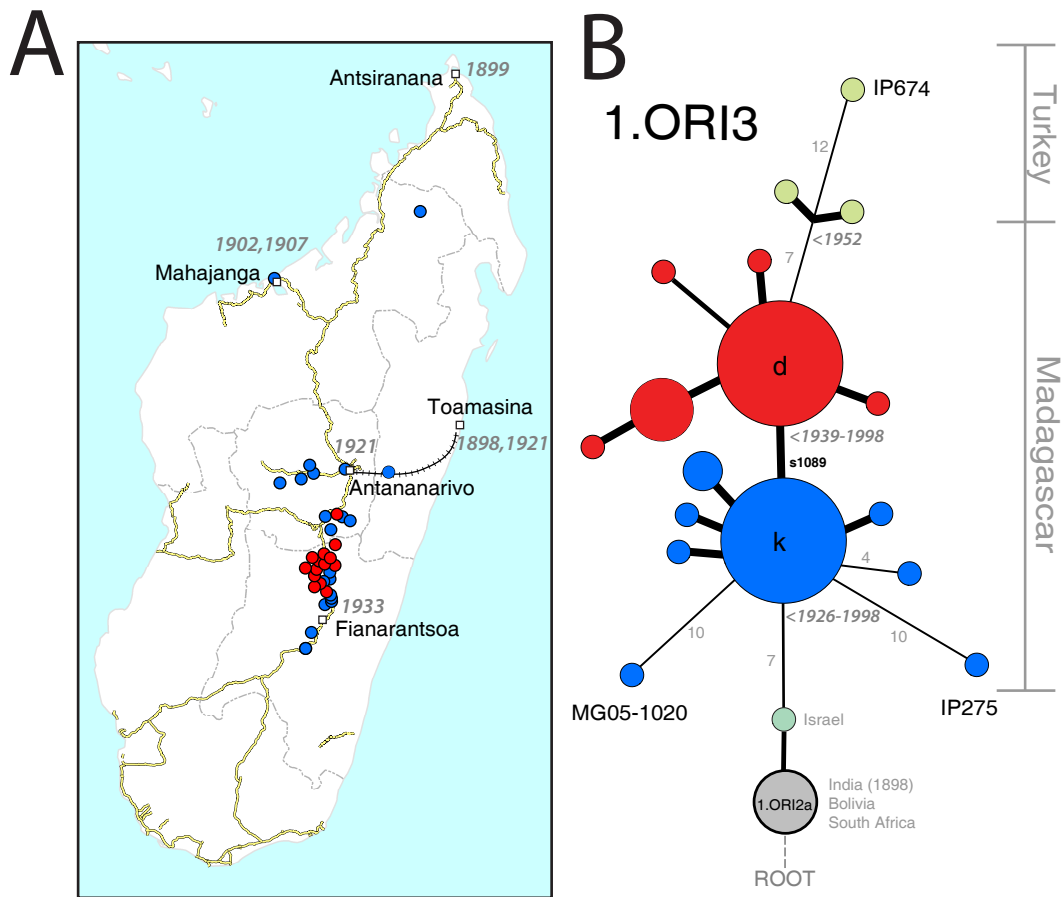 A
Antsiranana
1899
1902,1907
Mahajanga
Toamasina
1898,1921
1921
Antananarivo
1933
Fianarantsoa
B
1.ORI3
IP674
12
<1952
7
d
<1939-1998
s1089
k
4
<1926-1998
10
10
7
MG05-1020
IP275
Israel
1.ORI2a
India (1898)
Bolivia
South Africa
ROOT
Turkey
Madagascar